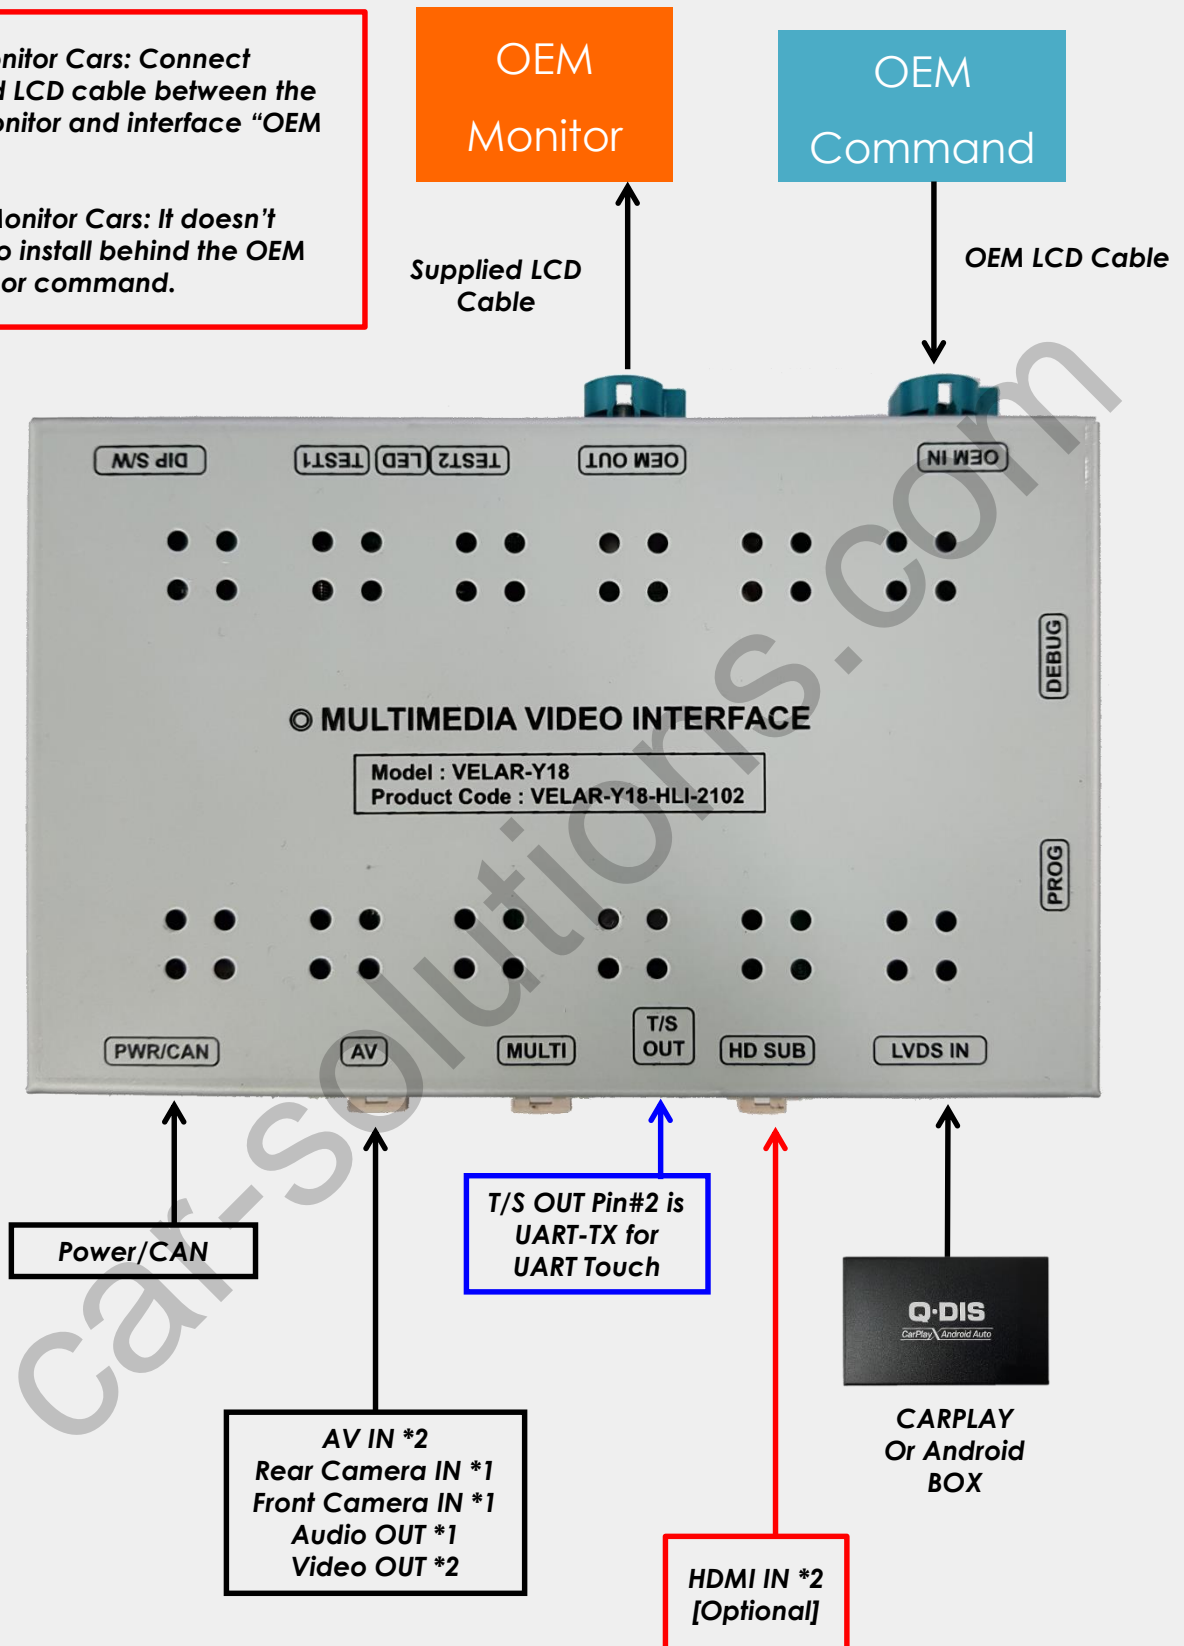 nitor Cars: Connect
LCD cable between the
nitor and interface “OEM
onitor Cars: It doesn’t
o install behind the OEM
or command.
OEM
Monitor
OEM
Command
Supplied LCD
Cable
OEM LCD Cable
DIP S/W
TEST1
LED
TEST2
OEM OUT
OEM IN
DEBUG
◎ MULTIMEDIA VIDEO INTERFACE
Model : VELAR-Y18
Product Code : VELAR-Y18-HLI-2102
PROG
PWR/CAN
AV
MULTI
T/S
OUT
HD SUB
LVDS IN
Power/CAN
T/S OUT Pin#2 is
UART-TX for
UART Touch
Q·DIS
CarPlay Android Auto
CARPLAY
Or Android
BOX
AV IN *2
Rear Camera IN *1
Front Camera IN *1
Audio OUT *1
Video OUT *2
HDMI IN *2
[Optional]
car-solutions.com